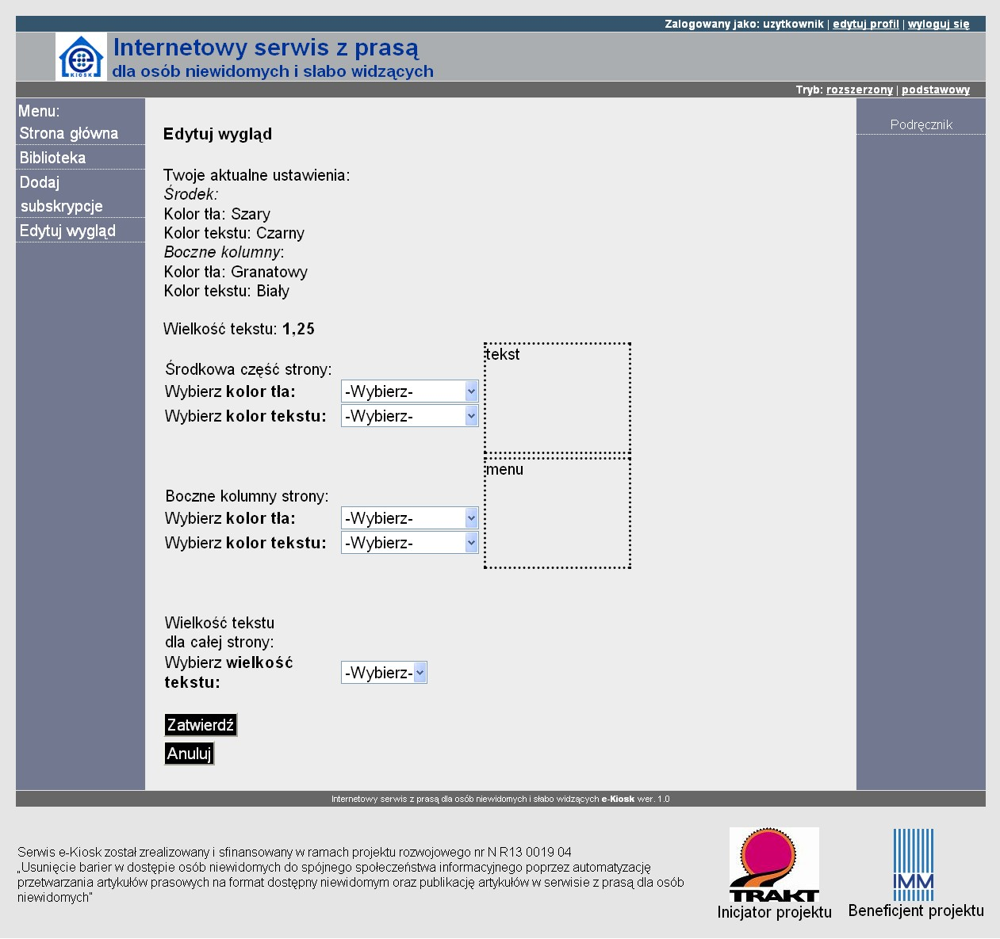 Zalogowany jako: uzytkownik | edytuj profil | wyloguj się
Internetowy serwis z prasą
dla osób niewidomych i slabo widzących
e-KIOSK
Tryb: rozszerzony | podstawowy
Menu:
Strona główna
Biblioteka
Dodaj
subskrypcje
Edytuj wygląd
Podręcznik
Edytuj wygląd
Twoje aktualne ustawienia:
Środek:
Kolor tła: Szary
Kolor tekstu: Czarny
Boczne kolumny:
Kolor tła: Granatowy
Kolor tekstu: Biały
Wielkość tekstu: 1,25
Środkowa część strony:
Wybierz kolor tla: -Wybierz-
Wybierz kolor tekstu: -Wybierz-
tekst
Boczne kolumny strony:
Wybierz kolor tla: -Wybierz-
Wybierz kolor tekstu: -Wybierz-
menu
Wielkość tekstu
dla całej strony:
Wybierz wielkość
tekstu: -Wybierz-
Zatwierdź
Anuluj
Internetowy serwis z prasą dla osób niewidomych i słabo widzących e-Kiosk wer. 1.0
Serwis e-Kiosk został zrealizowany i sfinansowany w ramach projektu rozwojowego nr N R13 0019 04
„Usunięcie barier w dostępie osób niewidomych do spójnego społeczeństwa informacyjnego poprzez automatyzację
przetwarzania artykułów prasowych na format dostępny niewidomym oraz publikację artykułów w serwisie z prasą dla osób
niewidomych"
TRAKT
Inicjator projektu
IMM
Beneficjent projektu